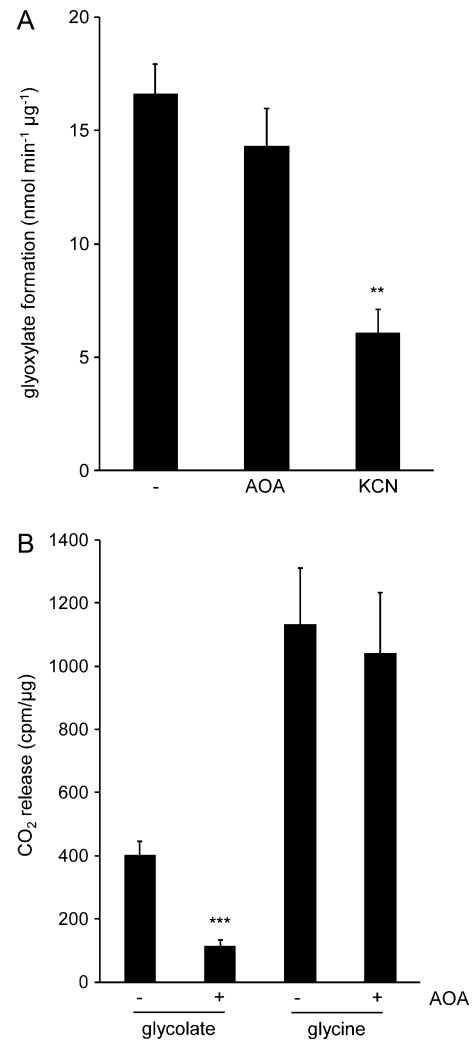 A
glyoxylate formation (nmol min⁻¹ µg⁻¹)
20
15
10
5
0
- AOA KCN
**
B
CO₂ release (cpm/µg)
1400
1200
1000
800
600
400
200
0
***
- + - + AOA
glycolate glycine